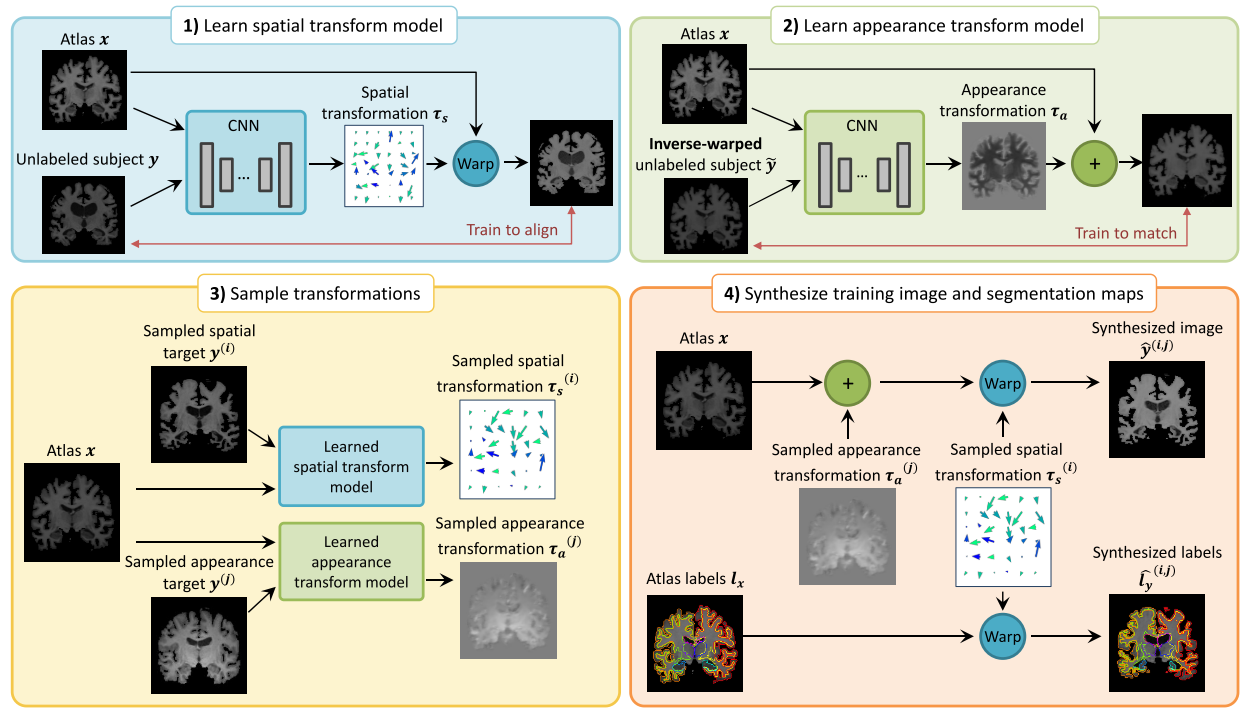 1) Learn spatial transform model
Atlas x
Spatial
transformation τₛ
CNN
...
Unlabeled subject y
Warp
Train to align
2) Learn appearance transform model
Atlas x
Appearance
transformation τₐ
CNN
...
Inverse-warped
unlabeled subject ỹ
+
Train to match
3) Sample transformations
Sampled spatial
target y⁽ⁱ⁾
Sampled spatial
transformation τₛ⁽ⁱ⁾
Atlas x
Learned
spatial transform
model
Sampled appearance
transformation τₐ⁽ʲ⁾
Learned
appearance
transform model
Sampled appearance
target y⁽ʲ⁾
4) Synthesize training image and segmentation maps
Atlas x
Synthesized image
ŷ⁽ⁱ,ʲ⁾
+
Warp
Sampled appearance
transformation τₐ⁽ʲ⁾
Sampled spatial
transformation τₛ⁽ⁱ⁾
Atlas labels lₓ
Synthesized labels
l̂_y⁽ⁱ,ʲ⁾
Warp